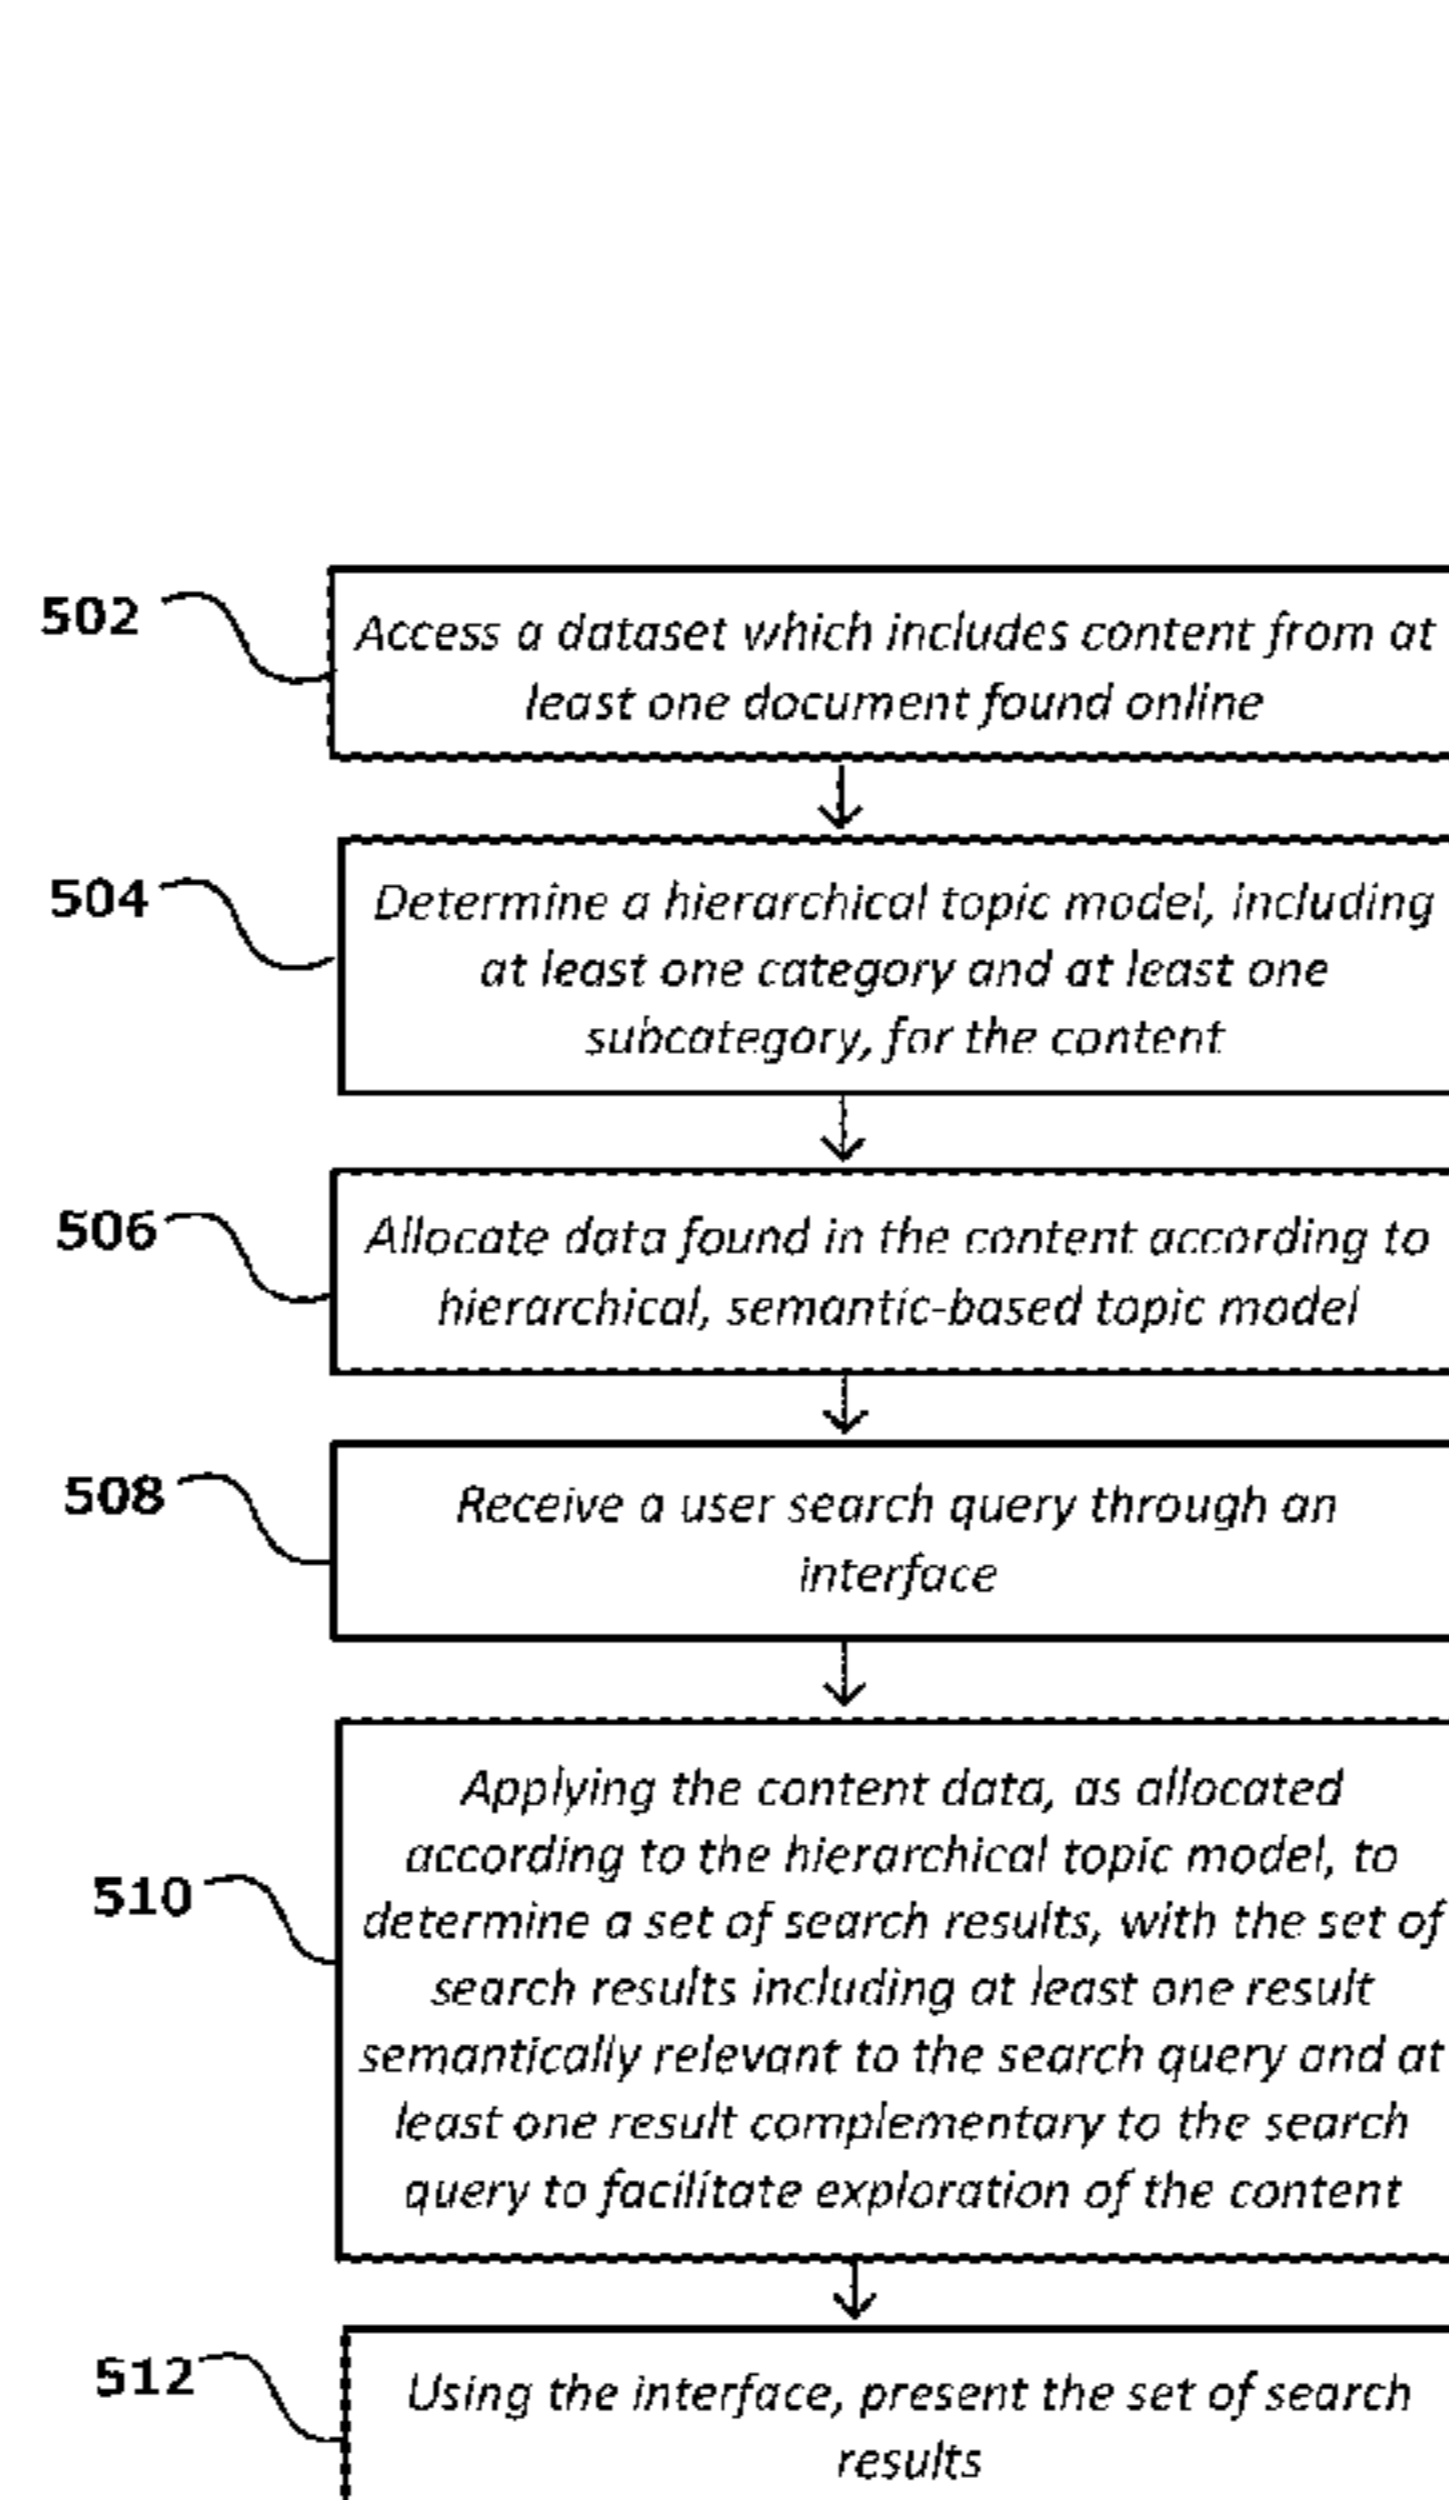 502
Access a dataset which includes content from at
least one document found online
504
Determine a hierarchical topic model, including
at least one category and at least one
subcategory, for the content
506
Allocate data found in the content according to
hierarchical, semantic-based topic model
508
Receive a user search query through an
interface
510
Applying the content data, as allocated
according to the hierarchical topic model, to
determine a set of search results, with the set of
search results including at least one result
semantically relevant to the search query and at
least one result complementary to the search
query to facilitate exploration of the content
512
Using the interface, present the set of search
results